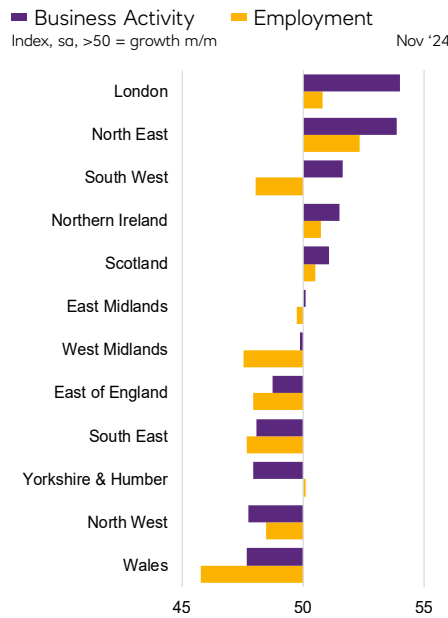 Business Activity Employment
Index, sa, >50 = growth m/m Nov ‘24
London
North East
South West
Northern Ireland
Scotland
East Midlands
West Midlands
East of England
South East
Yorkshire & Humber
North West
Wales
45 50 55